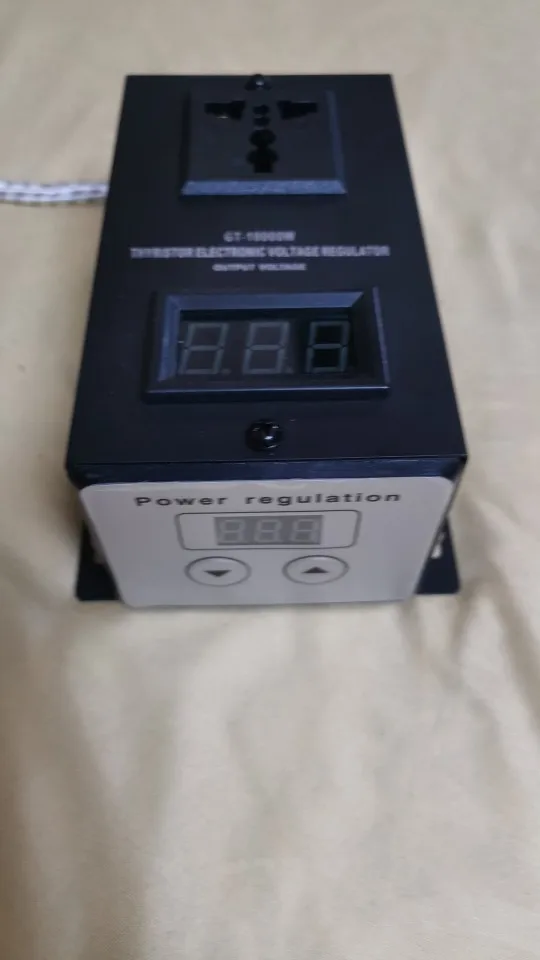 GT-10000W
THYRISTOR ELECTRONIC VOLTAGE REGULATOR
OUTPUT VOLTAGE
Power regulation